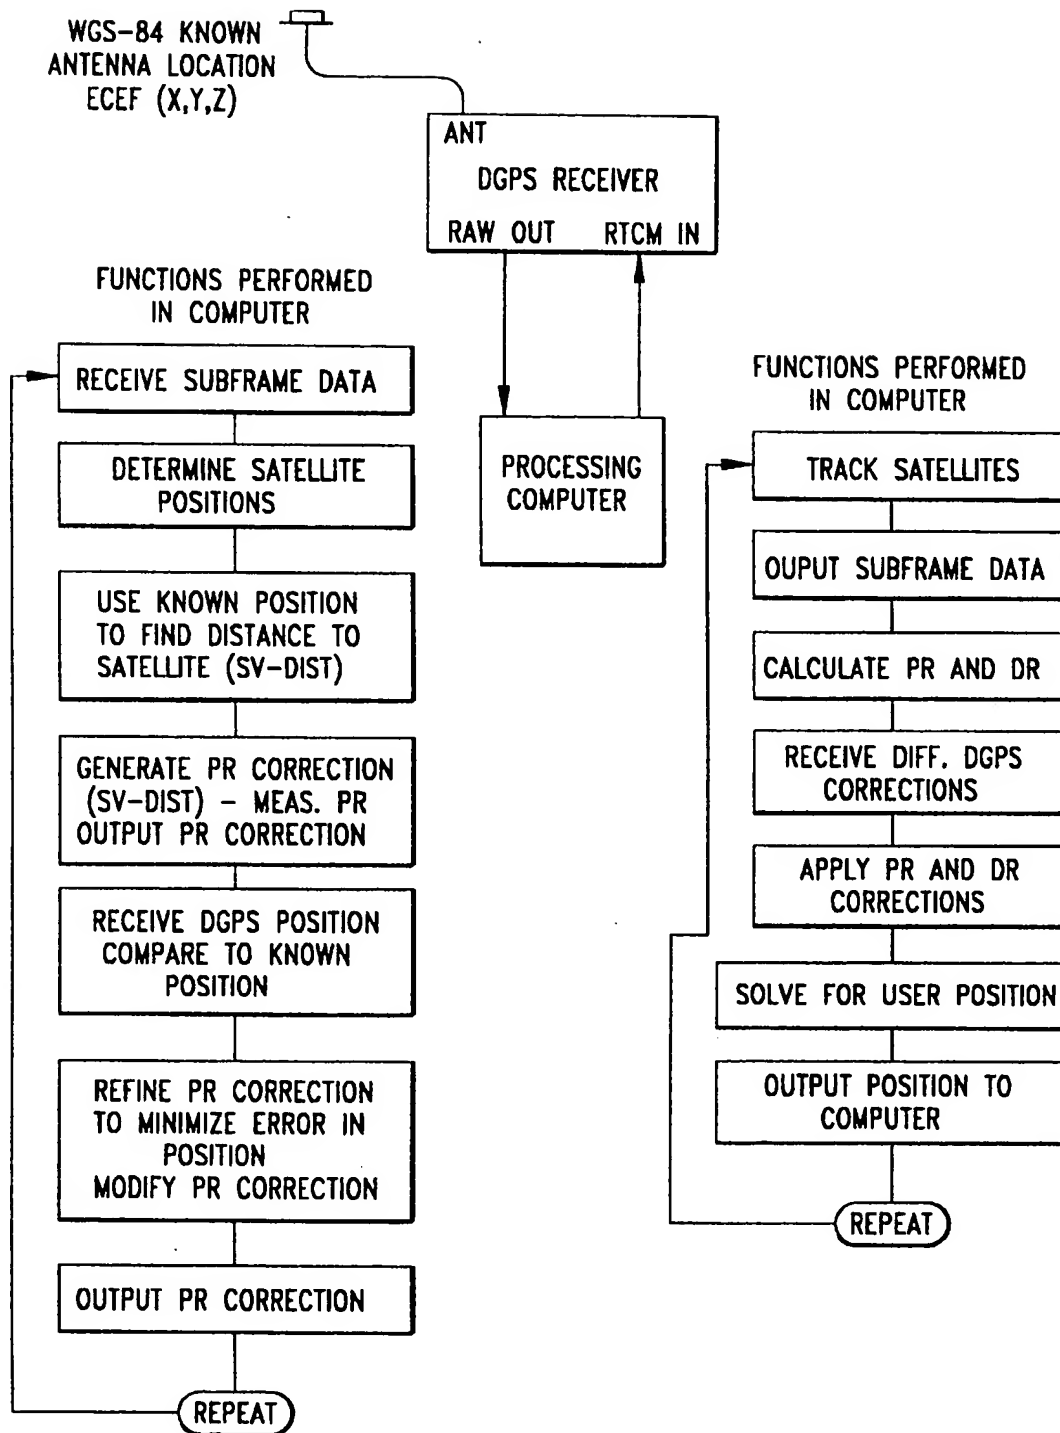 WGS-84 KNOWN
ANTENNA LOCATION
ECEF (X,Y,Z)
ANT
DGPS RECEIVER
RAW OUT
RTCM IN
PROCESSING
COMPUTER
FUNCTIONS PERFORMED
IN COMPUTER
RECEIVE SUBFRAME DATA
DETERMINE SATELLITE
POSITIONS
USE KNOWN POSITION
TO FIND DISTANCE TO
SATELLITE (SV-DIST)
GENERATE PR CORRECTION
(SV-DIST) - MEAS. PR
OUTPUT PR CORRECTION
RECEIVE DGPS POSITION
COMPARE TO KNOWN
POSITION
REFINE PR CORRECTION
TO MINIMIZE ERROR IN
POSITION
MODIFY PR CORRECTION
OUTPUT PR CORRECTION
REPEAT
FUNCTIONS PERFORMED
IN COMPUTER
TRACK SATELLITES
OUPUT SUBFRAME DATA
CALCULATE PR AND DR
RECEIVE DIFF. DGPS
CORRECTIONS
APPLY PR AND DR
CORRECTIONS
SOLVE FOR USER POSITION
OUTPUT POSITION TO
COMPUTER
REPEAT